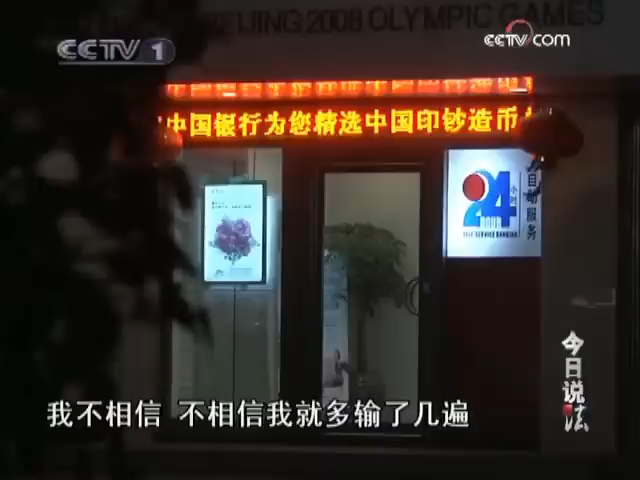 BEIJING 2008 OLYMPIC GAMES
CCTV 1
CCTV.com
中国银行为您精选中国印钞造币
24
小时
HOUR
SELF-SERVICE BANKING
自动服务
今日说法
我不相信 不相信我就多输了几遍